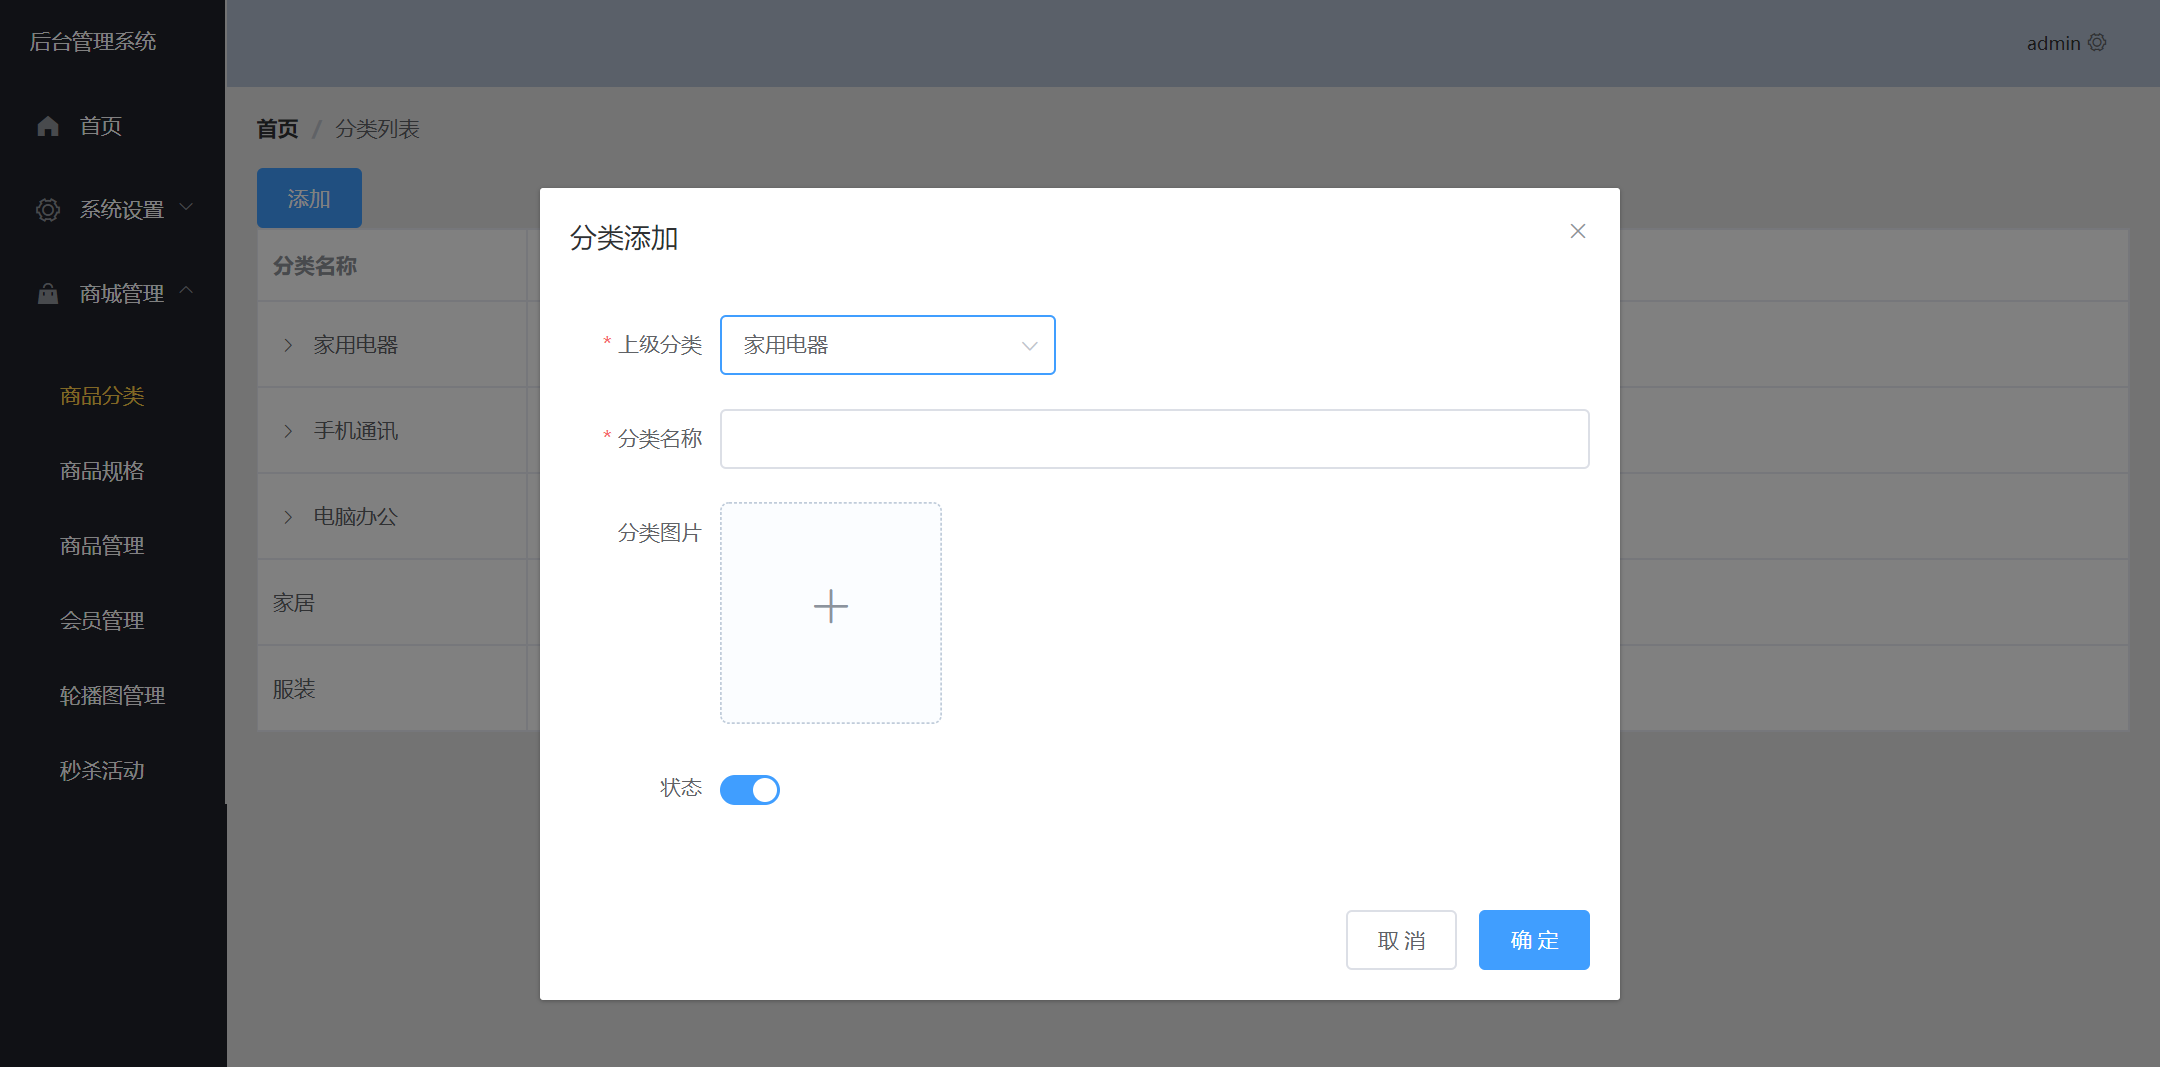 后台管理系统
admin
首页
系统设置
商城管理
商品分类
商品规格
商品管理
会员管理
轮播图管理
秒杀活动
首页 / 分类列表
添加
分类名称
家用电器
手机通讯
电脑办公
家居
服装
分类添加
* 上级分类 家用电器
* 分类名称
分类图片
状态
取 消 确 定